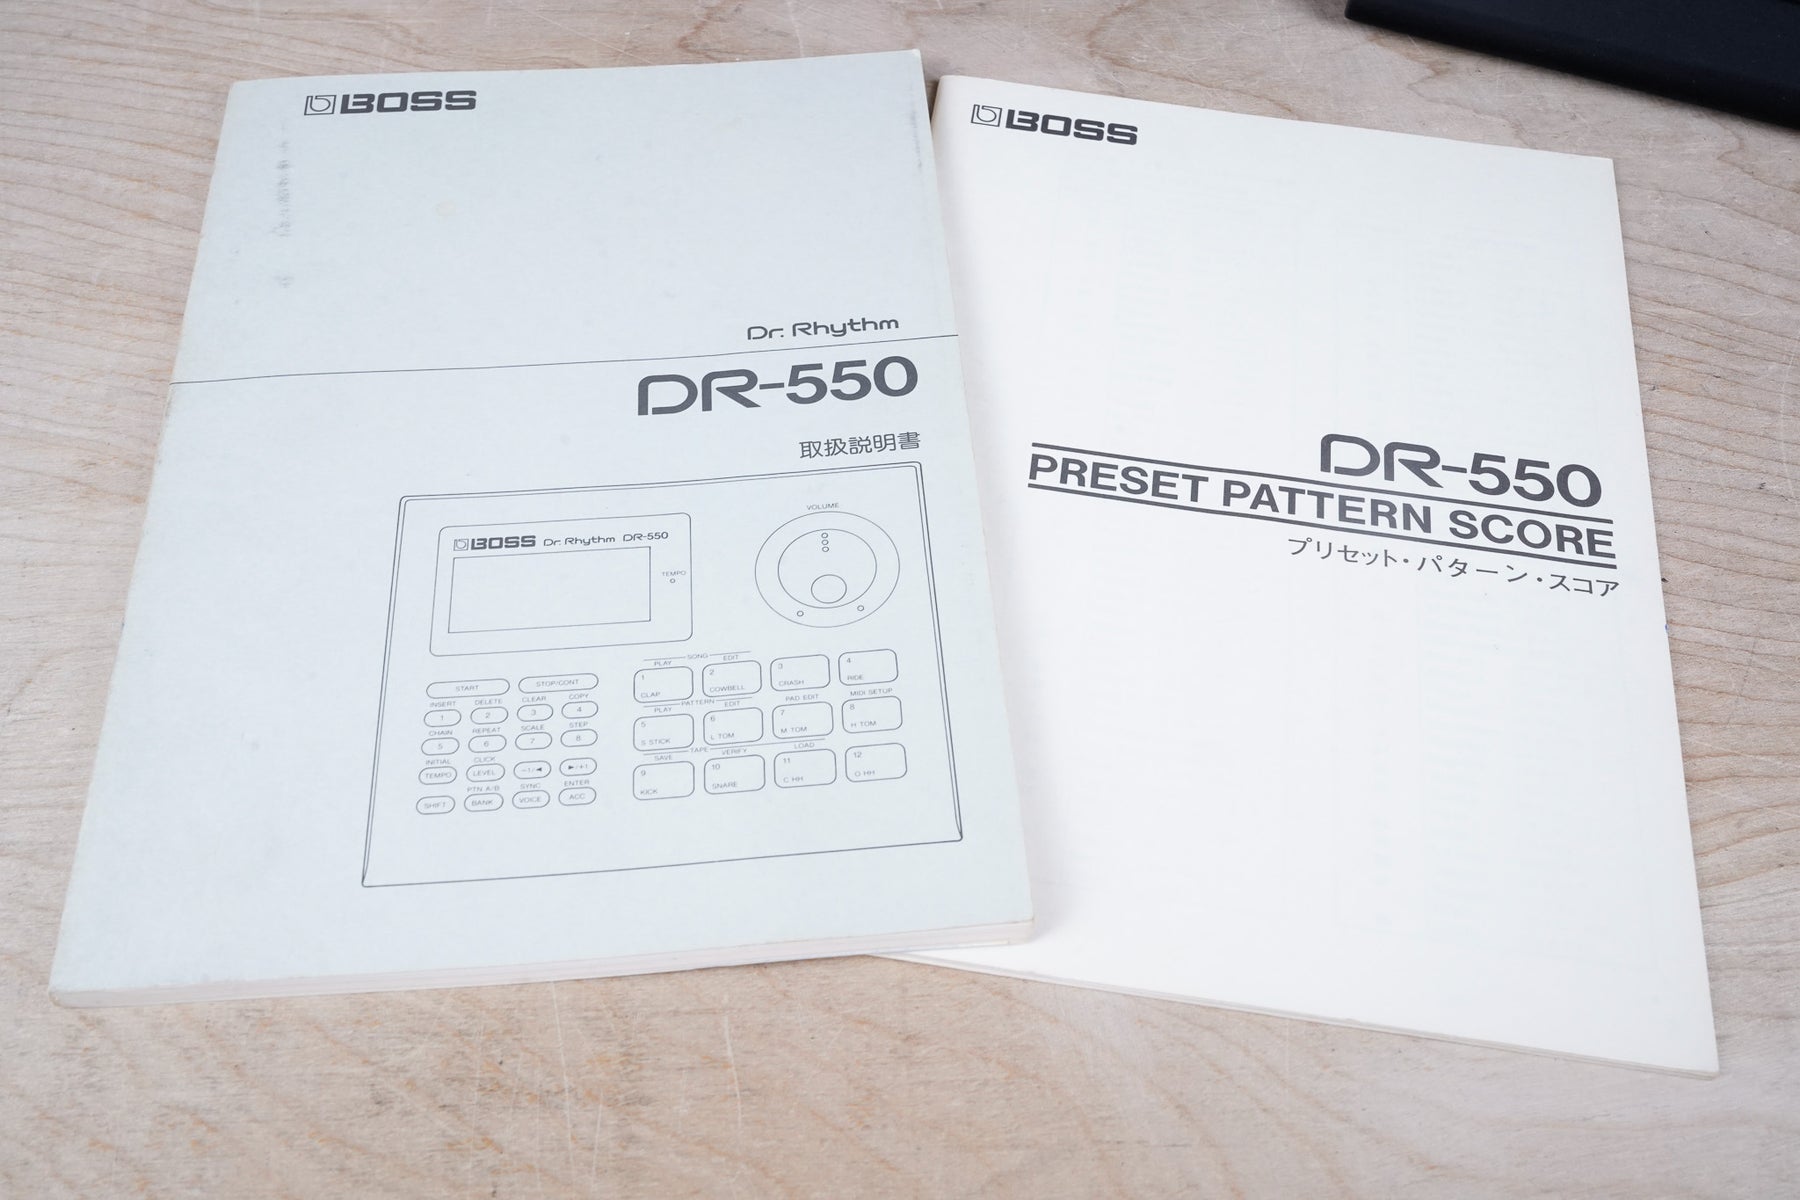 BOSS
Dr. Rhythm
DR-550
取扱説明書
BOSS Dr. Rhythm DR-550
TEMPO
VOLUME
START
STOP/CONT
INSERT DELETE CLEAR COPY
1 2 3 4
CHAIN REPEAT SCALE STEP
5 6 7 8
INITIAL CLICK
TEMPO LEVEL −1/◄ ►/+1
PTN A/B SYNC ENTER
SHIFT BANK VOICE ACC
SONG
PLAY EDIT
1 2 3 4
CLAP COWBELL CRASH RIDE
PATTERN
PLAY EDIT PAD EDIT MIDI SETUP
5 6 7 8
S STICK L TOM M TOM H TOM
TAPE
SAVE VERIFY LOAD
9 10 11 12
KICK SNARE C HH O HH
BOSS
DR-550
PRESET PATTERN SCORE
プリセット・パターン・スコア